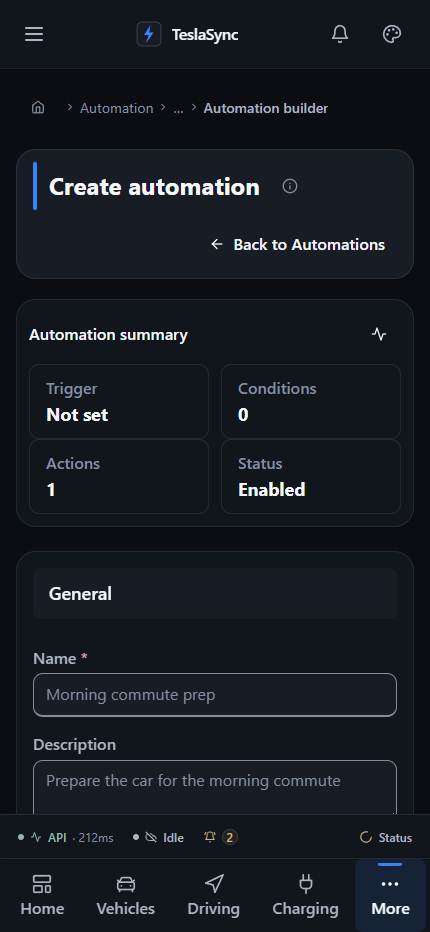 TeslaSync
Automation ... Automation builder
Create automation
Back to Automations
Automation summary
Trigger
Not set
Conditions
0
Actions
1
Status
Enabled
General
Name *
Morning commute prep
Description
Prepare the car for the morning commute
API · 212ms Idle 2 Status
Home Vehicles Driving Charging More